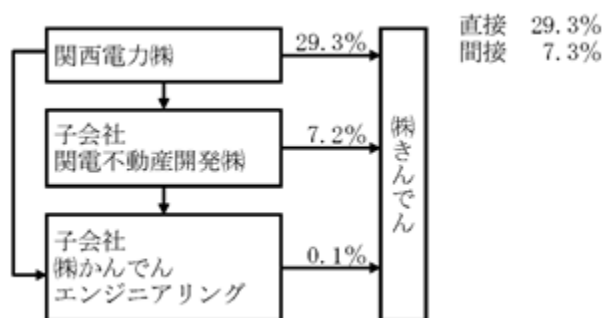 関西電力㈱
29.3%
子会社
関電不動産開発㈱
7.2%
子会社
㈱かんでん
エンジニアリング
0.1%
㈱きんでん
直接 29.3%
間接 7.3%